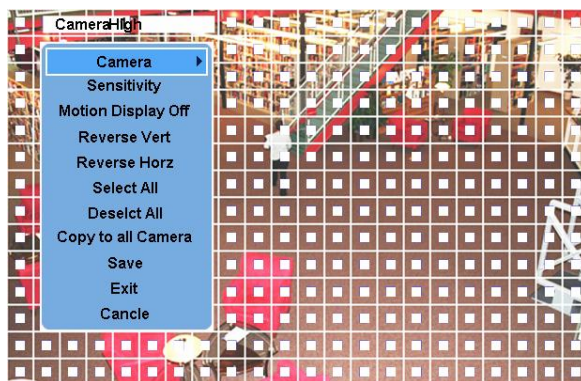 Camera High
Camera
Sensitivity
Motion Display Off
Reverse Vert
Reverse Horz
Select All
Deselct All
Copy to all Camera
Save
Exit
Cancle